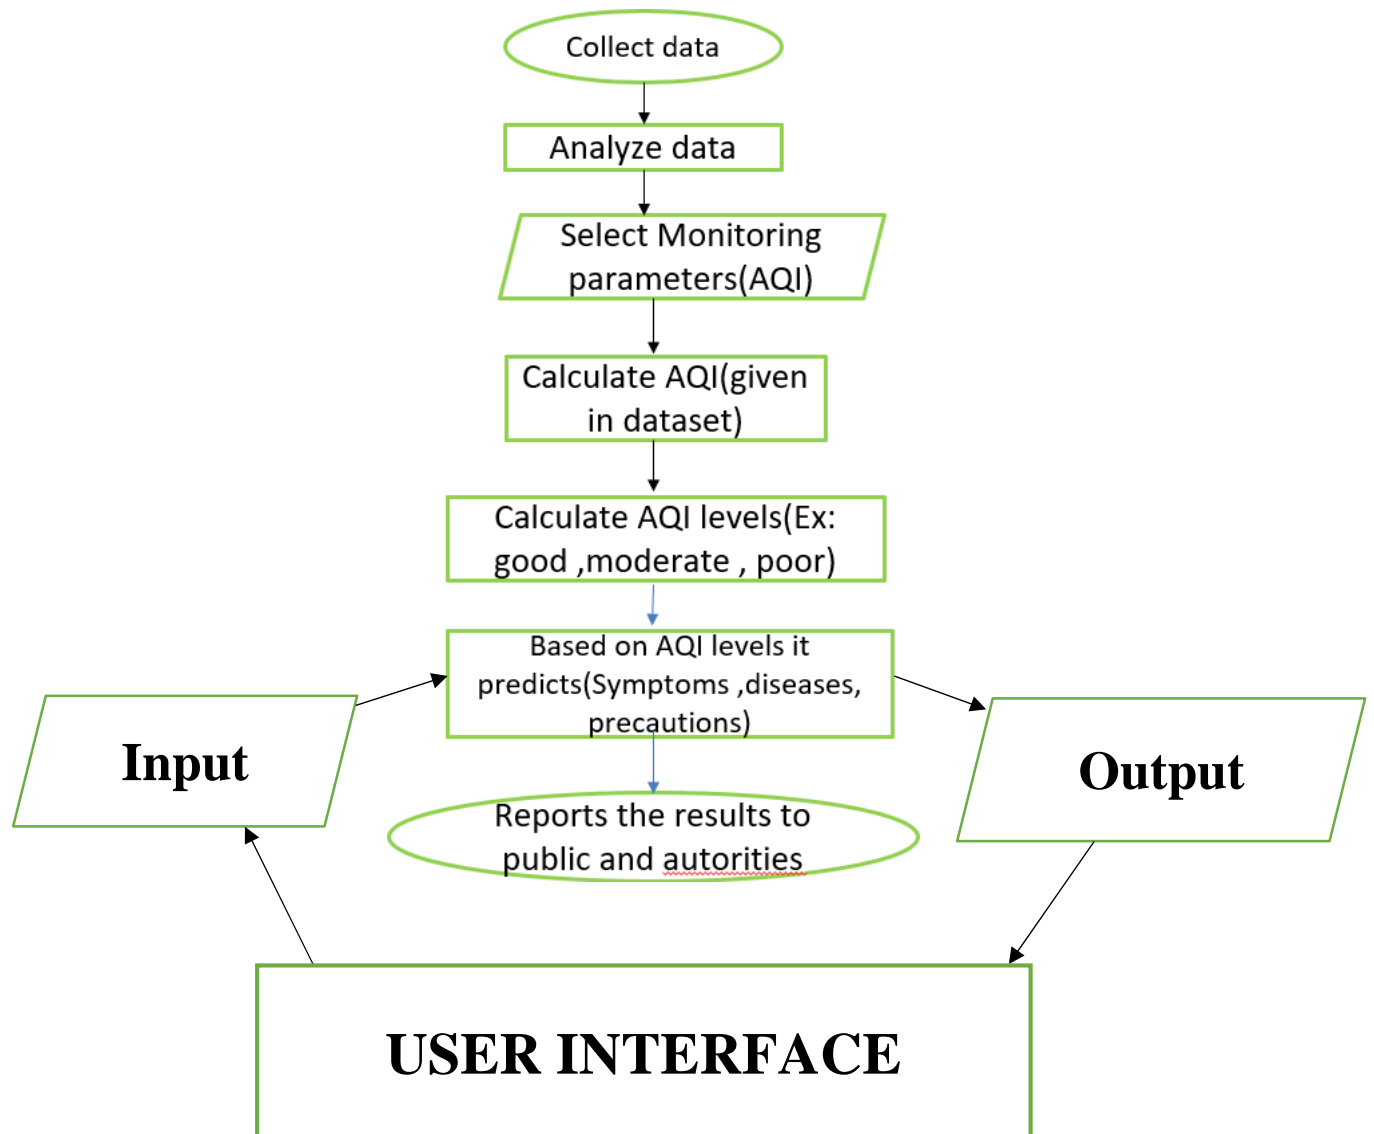 Collect data
Analyze data
Select Monitoring
parameters(AQI)
Calculate AQI(given
in dataset)
Calculate AQI levels(Ex:
good ,moderate , poor)
Based on AQI levels it
predicts(Symptoms ,diseases,
precautions)
Input
Output
Reports the results to
public and autorities
USER INTERFACE